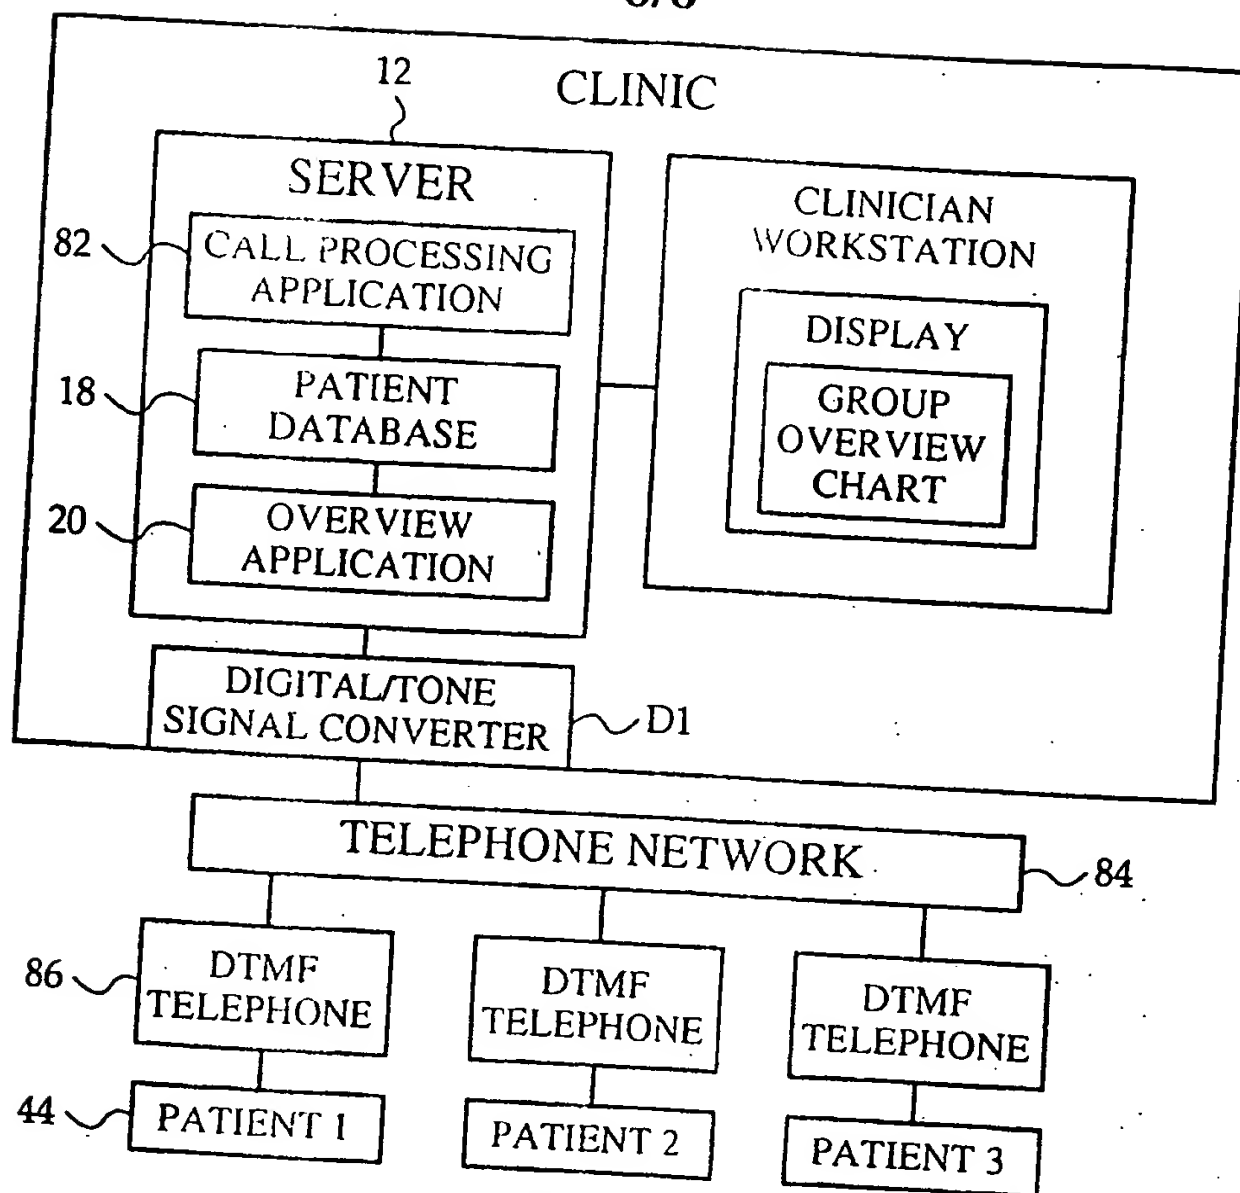 CLINIC
12
SERVER
82
CALL PROCESSING
APPLICATION
18
PATIENT
DATABASE
20
OVERVIEW
APPLICATION
CLINICIAN
WORKSTATION
DISPLAY
GROUP
OVERVIEW
CHART
DIGITAL/TONE
SIGNAL CONVERTER
D1
TELEPHONE NETWORK
84
86
DTMF
TELEPHONE
DTMF
TELEPHONE
DTMF
TELEPHONE
44
PATIENT 1
PATIENT 2
PATIENT 3